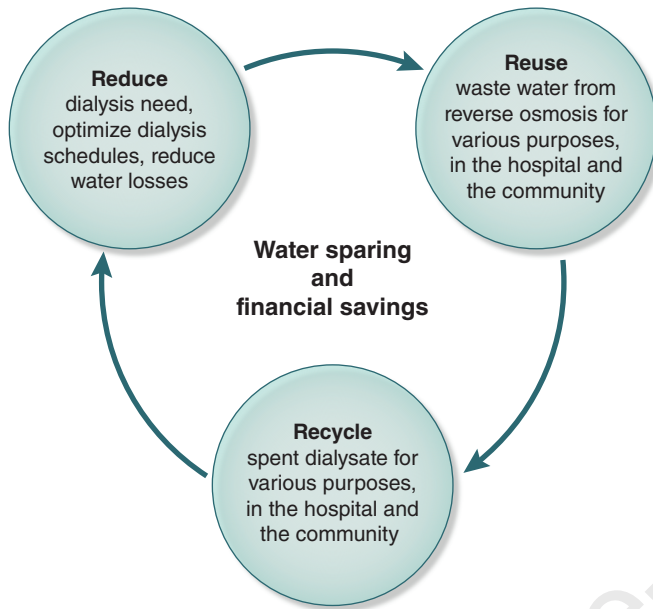 Reduce
dialysis need,
optimize dialysis
schedules, reduce
water losses
Reuse
waste water from
reverse osmosis for
various purposes,
in the hospital and
the community
Water sparing
and
financial savings
Recycle
spent dialysate for
various purposes,
in the hospital and
the community